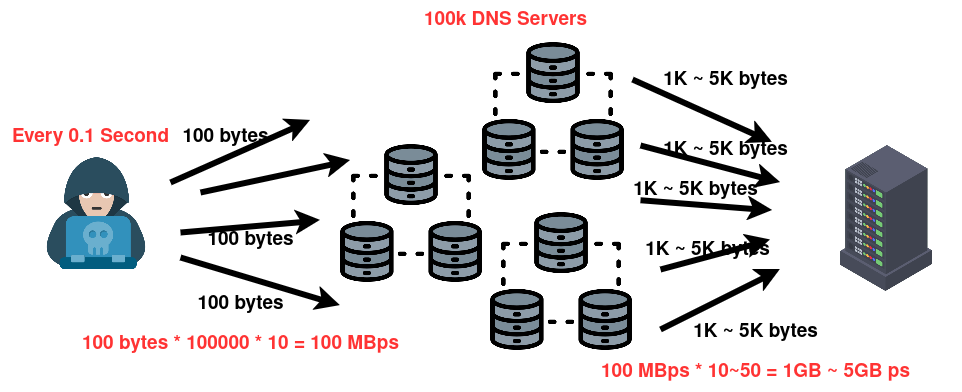 100k DNS Servers
Every 0.1 Second
100 bytes
100 bytes
100 bytes
1K ~ 5K bytes
1K ~ 5K bytes
1K ~ 5K bytes
1K ~ 5K bytes
1K ~ 5K bytes
100 bytes * 100000 * 10 = 100 MBps
100 MBps * 10~50 = 1GB ~ 5GB ps